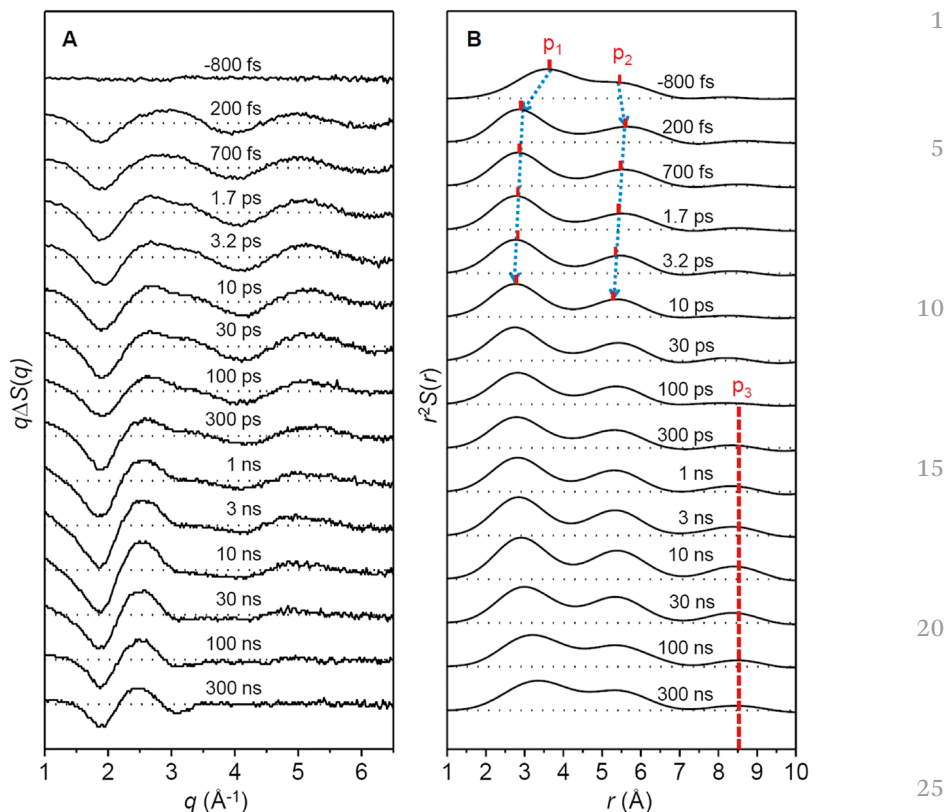 1
5
10
15
20
25
A
-800 fs
200 fs
700 fs
1.7 ps
3.2 ps
10 ps
30 ps
100 ps
300 ps
1 ns
3 ns
10 ns
30 ns
100 ns
300 ns
qΔS(q)
1 2 3 4 5 6
q (Å-1)
B
p1
p2
-800 fs
200 fs
700 fs
1.7 ps
3.2 ps
10 ps
30 ps
p3
100 ps
300 ps
1 ns
3 ns
10 ns
30 ns
100 ns
300 ns
r2S(r)
1 2 3 4 5 6 7 8 9 10
r (Å)